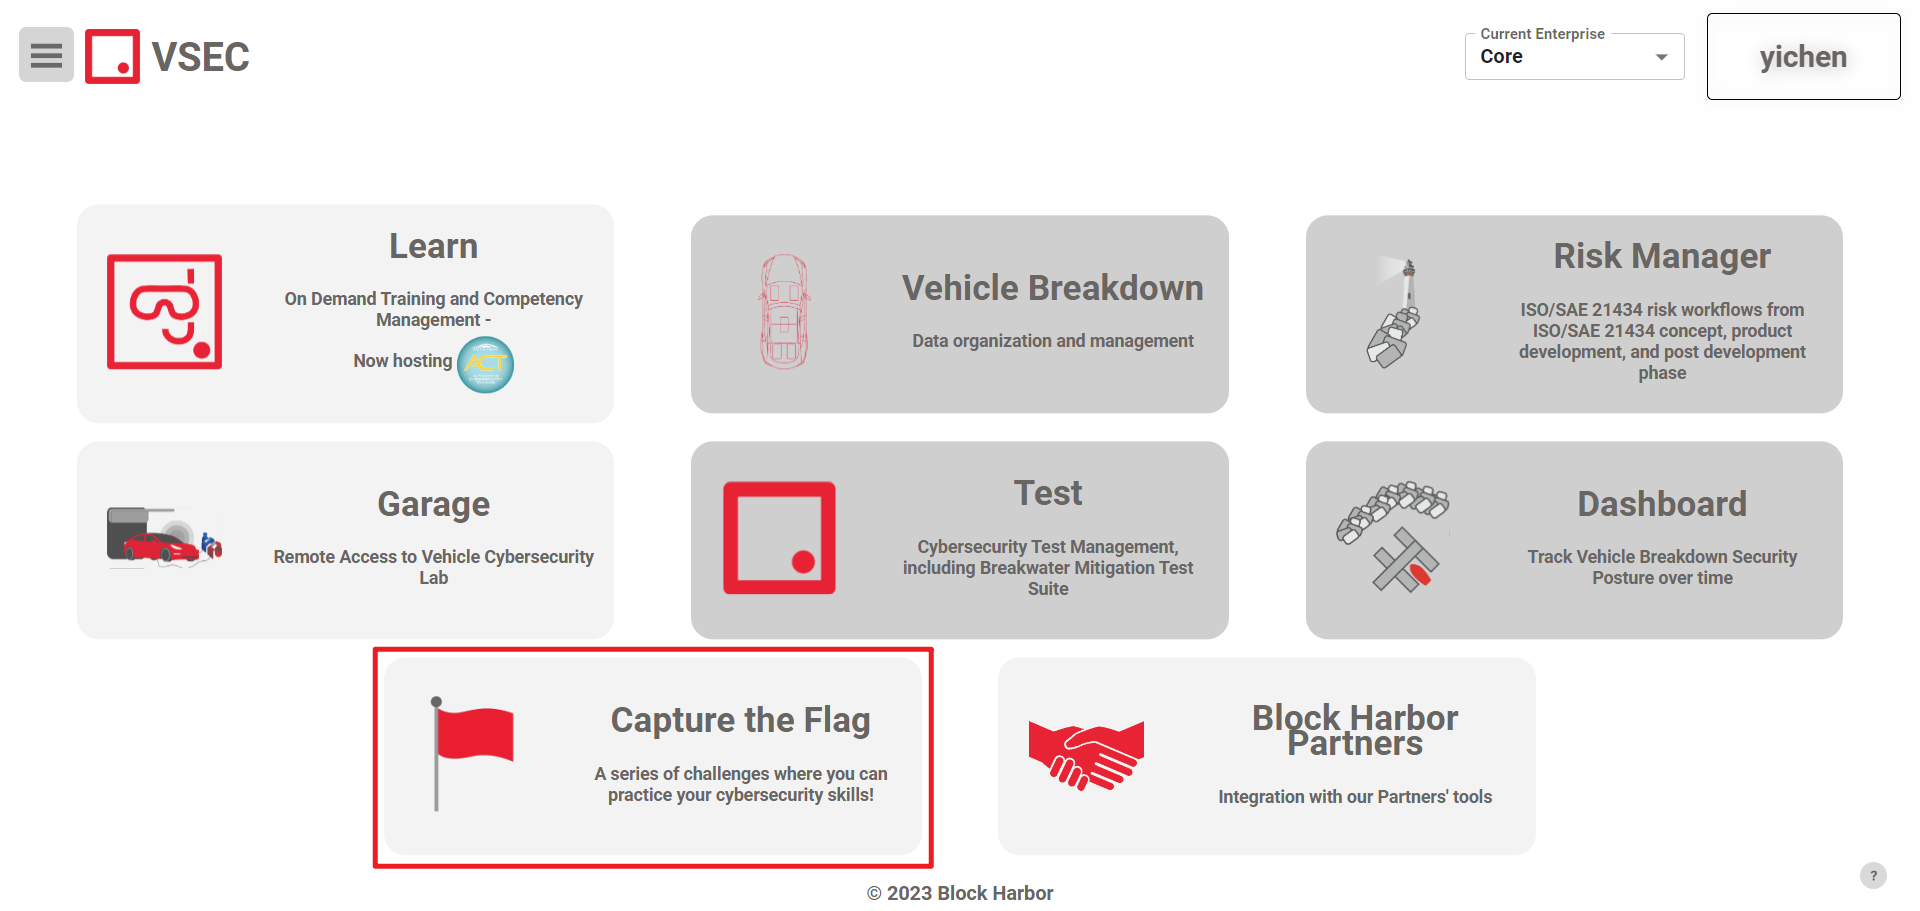 VSEC
Current Enterprise
Core
yichen
Learn
On Demand Training and Competency
Management -
Now hosting
ACT
Vehicle Breakdown
Data organization and management
Risk Manager
ISO/SAE 21434 risk workflows from
ISO/SAE 21434 concept, product
development, and post development
phase
Garage
Remote Access to Vehicle Cybersecurity
Lab
Test
Cybersecurity Test Management,
including Breakwater Mitigation Test
Suite
Dashboard
Track Vehicle Breakdown Security
Posture over time
Capture the Flag
A series of challenges where you can
practice your cybersecurity skills!
Block Harbor
Partners
Integration with our Partners' tools
© 2023 Block Harbor
?